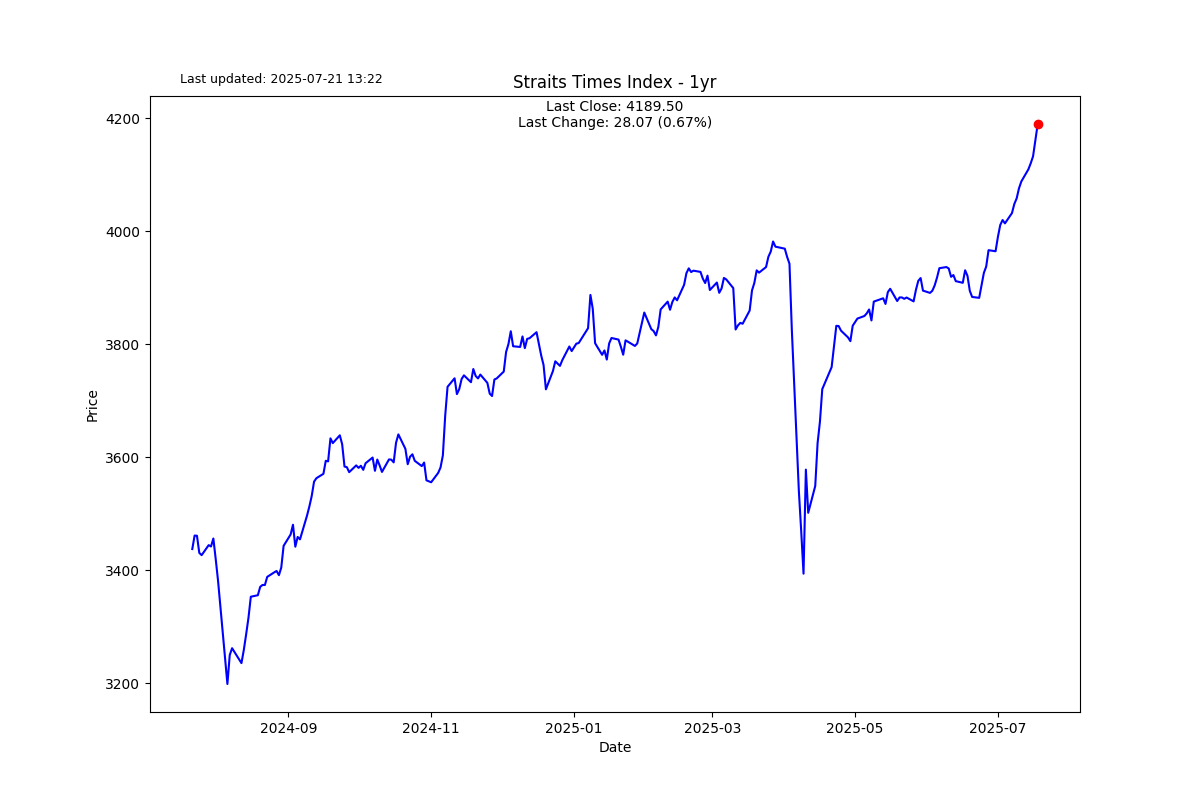 Last updated: 2025-07-21 13:22
Straits Times Index - 1yr
Last Close: 4189.50
Last Change: 28.07 (0.67%)
4200
4000
3800
3600
3400
3200
Price
2024-09
2024-11
2025-01
2025-03
2025-05
2025-07
Date